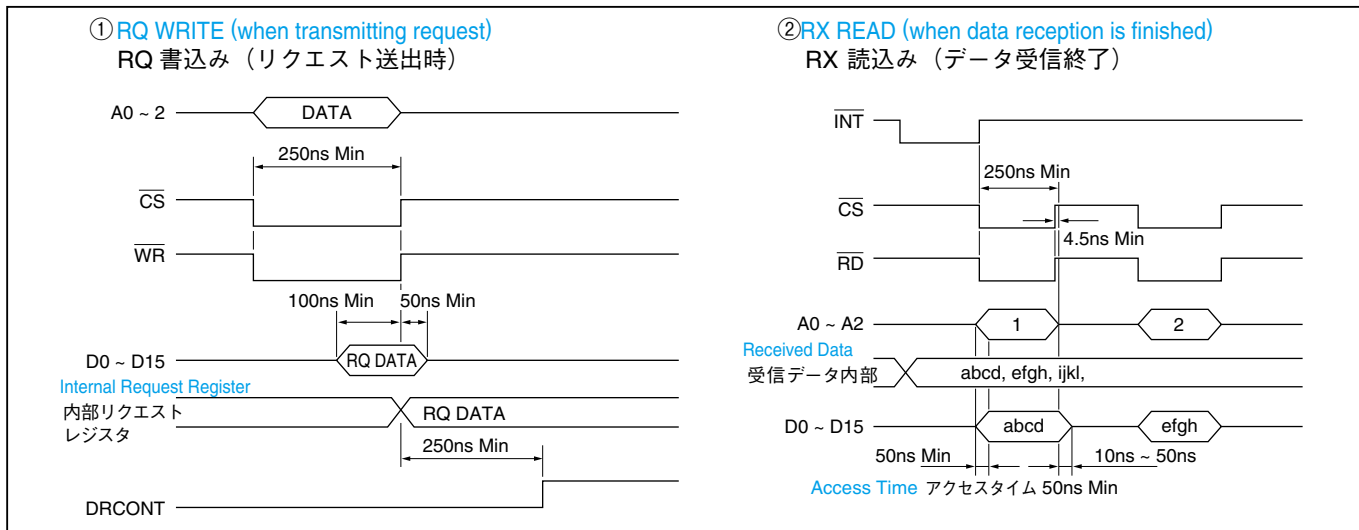 ① RQ WRITE (when transmitting request)
RQ 書込み（リクエスト送出時）
A0 ~ 2
DATA
250ns Min
CS
WR
100ns Min
50ns Min
D0 ~ D15
RQ DATA
Internal Request Register
内部リクエスト
レジスタ
RQ DATA
250ns Min
DRCONT
②RX READ (when data reception is finished)
RX 読込み（データ受信終了）
INT
250ns Min
CS
4.5ns Min
RD
A0 ~ A2
1
2
Received Data
受信データ内部
abcd, efgh, ijkl,
D0 ~ D15
abcd
efgh
50ns Min
10ns ~ 50ns
Access Time アクセスタイム 50ns Min